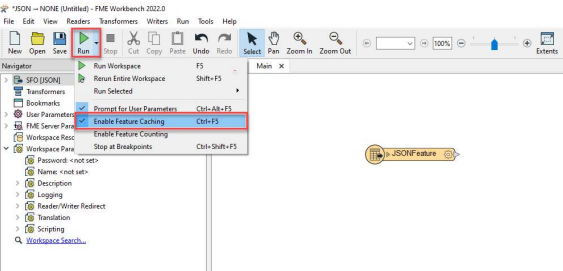 *JSON → NONE (Untitled) - FME Workbench 2022.0
File Edit View Readers Transformers Writers Run Tools Help
New Open Save Run Stop Cut Copy Paste Undo Redo Select Pan Zoom In Zoom Out 100% Extents
Navigator
Run Workspace F5
Main
SFO [JSON]
Rerun Entire Workspace Shift+F5
Transformers
Run Selected
Bookmarks
Prompt for User Parameters Ctrl+Alt+F5
User Parameters
Enable Feature Caching Ctrl+F5
FME Server Para
Enable Feature Counting
Workspace Resc
Stop at Breakpoints Ctrl+Shift+F5
Workspace Para
JSONFeature
Password: <not set>
Name: <not set>
Description
Logging
Reader/Writer Redirect
Translation
Scripting
Workspace Search...